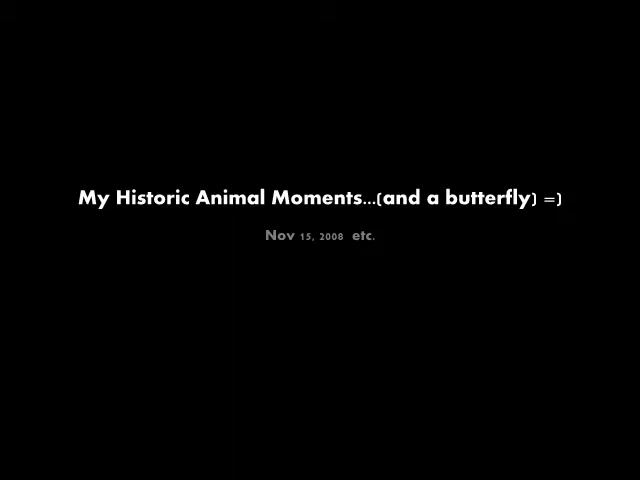 My Historic Animal Moments...(and a butterfly) =)
Nov 15, 2008 etc.